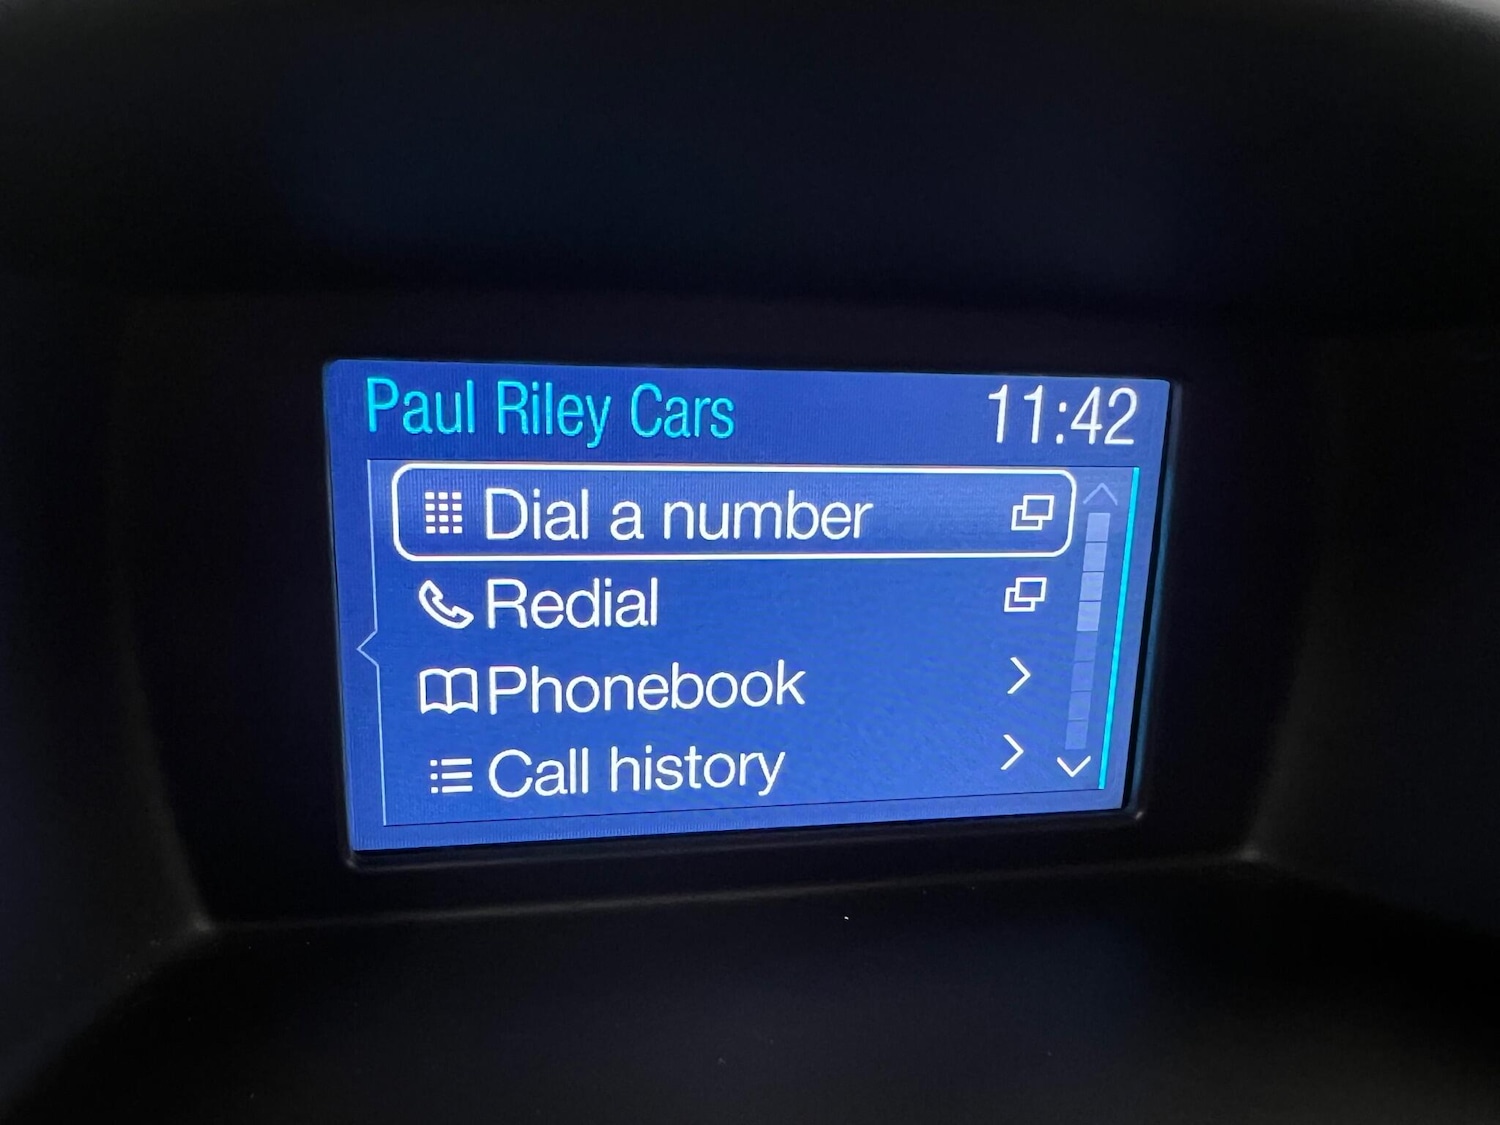 Paul Riley Cars 11:42
Dial a number
Redial
Phonebook
Call history